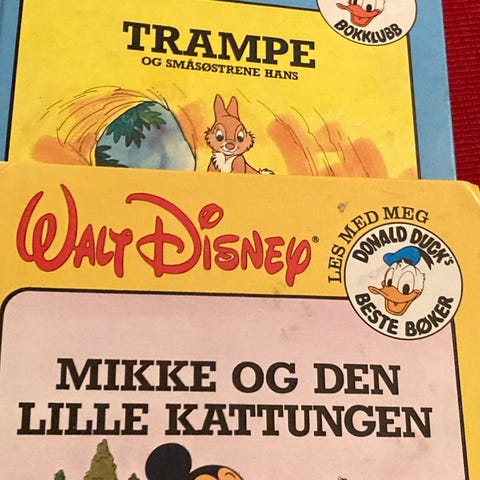 BOKKLUBB
TRAMPE
OG SMÅSØSTRENE HANS
WALT DISNEY®
LES MED MEG
DONALD DUCK's
BESTE BØKER
MIKKE OG DEN
LILLE KATTUNGEN